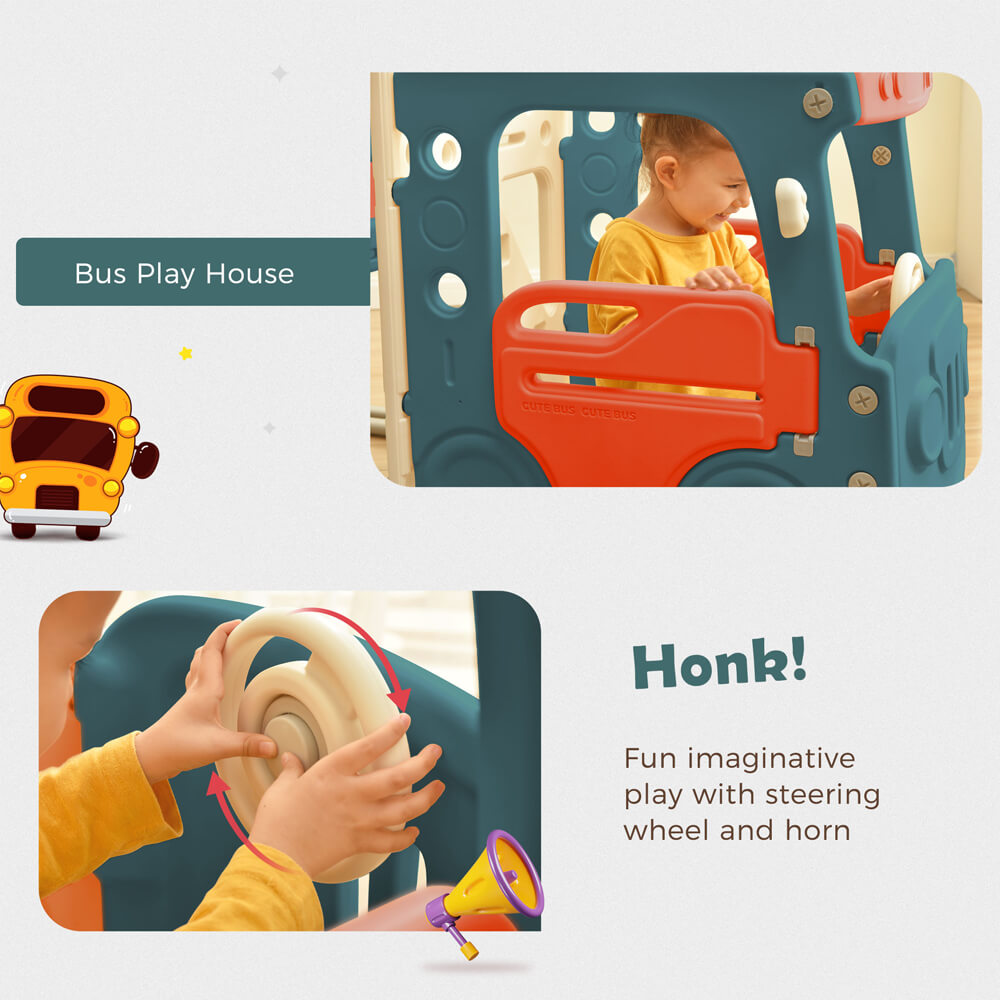 Bus Play House
CUTE BUS CUTE BUS
Honk!
Fun imaginative
play with steering
wheel and horn